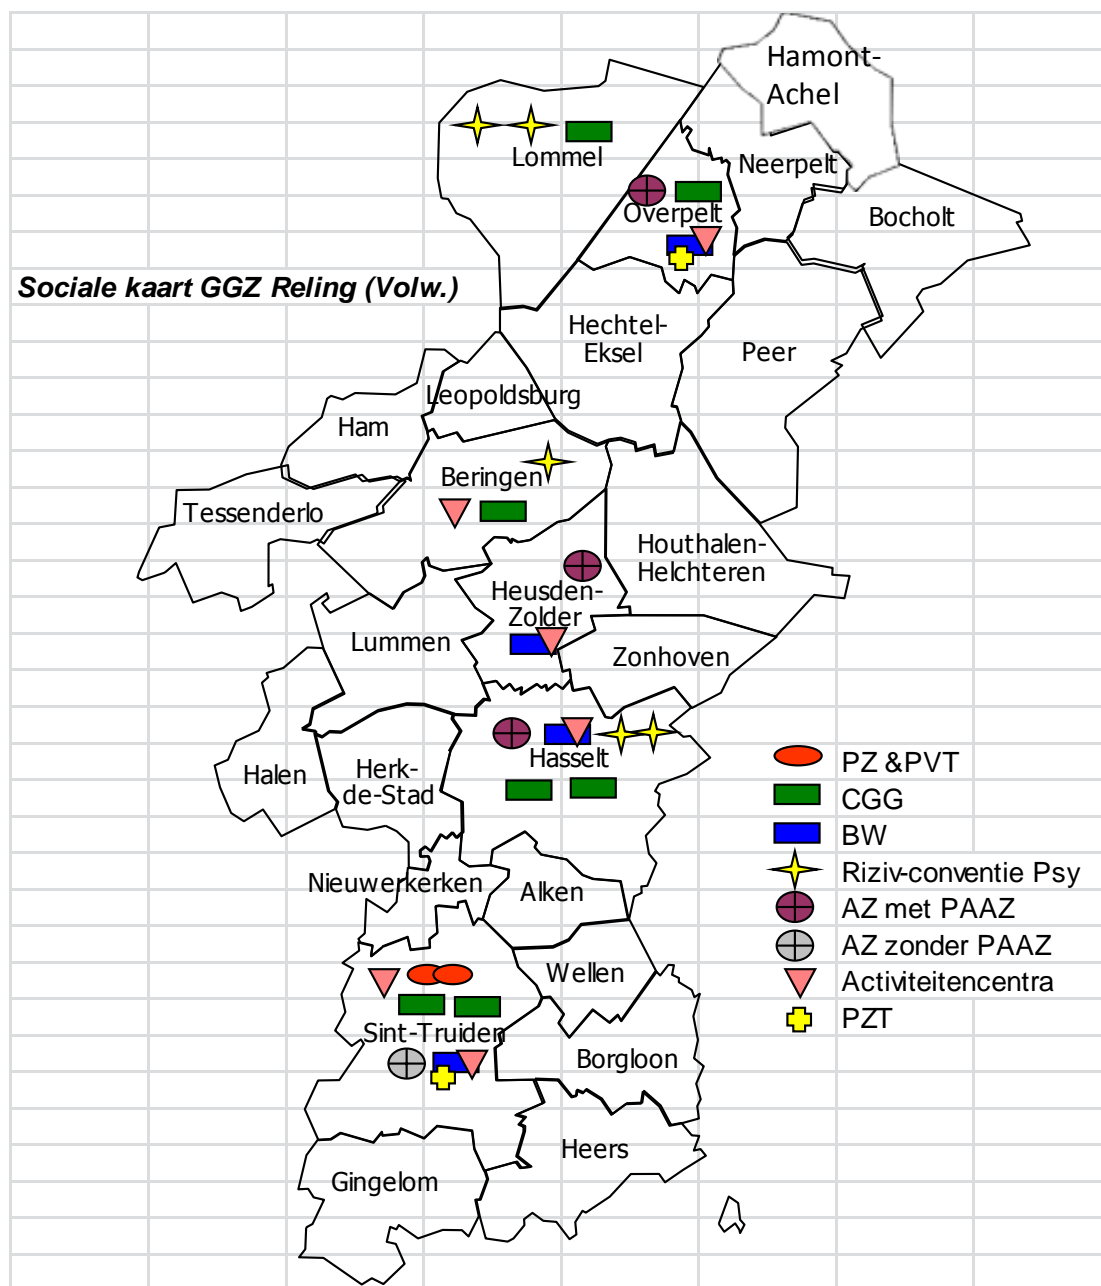 Hamont-
Achel
Lommel
Neerpelt
Overpelt
Bocholt
Sociale kaart GGZ Reling (Volw.)
Hechtel-
Eksel
Peer
Leopoldsburg
Ham
Beringen
Tessenderlo
Houthalen-
Helchteren
Heusden-
Zolder
Lummen
Zonhoven
Hasselt
Halen
Herk-
de-Stad
PZ &PVT
CGG
BW
Riziv-conventie Psy
AZ met PAAZ
AZ zonder PAAZ
Activiteitencentra
PZT
Nieuwerkerken
Alken
Wellen
Sint-Truiden
Borgloon
Heers
Gingelom